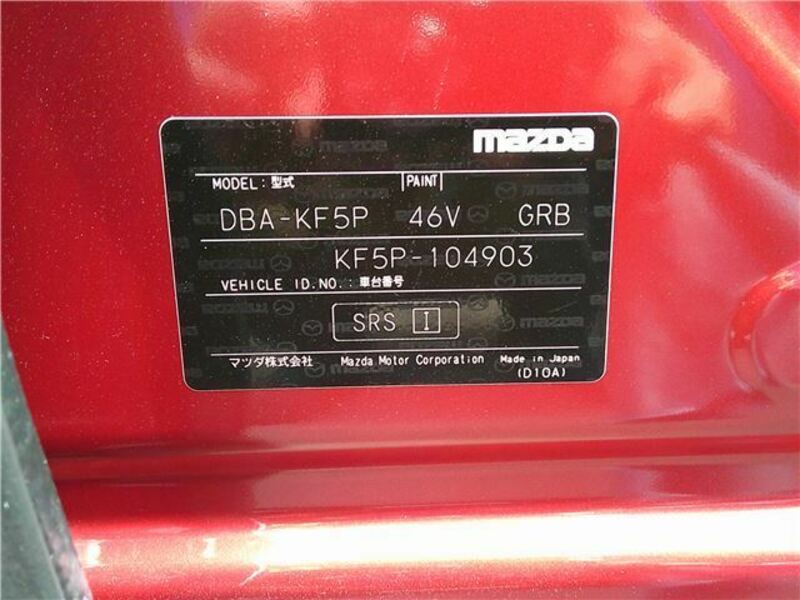 mazda
MODEL:型式 PAINT
DBA-KF5P 46V GRB
KF5P-104903
VEHICLE ID.NO.:車台番号
SRS I
マツダ株式会社 Mazda Motor Corporation Made in Japan
(D10A)